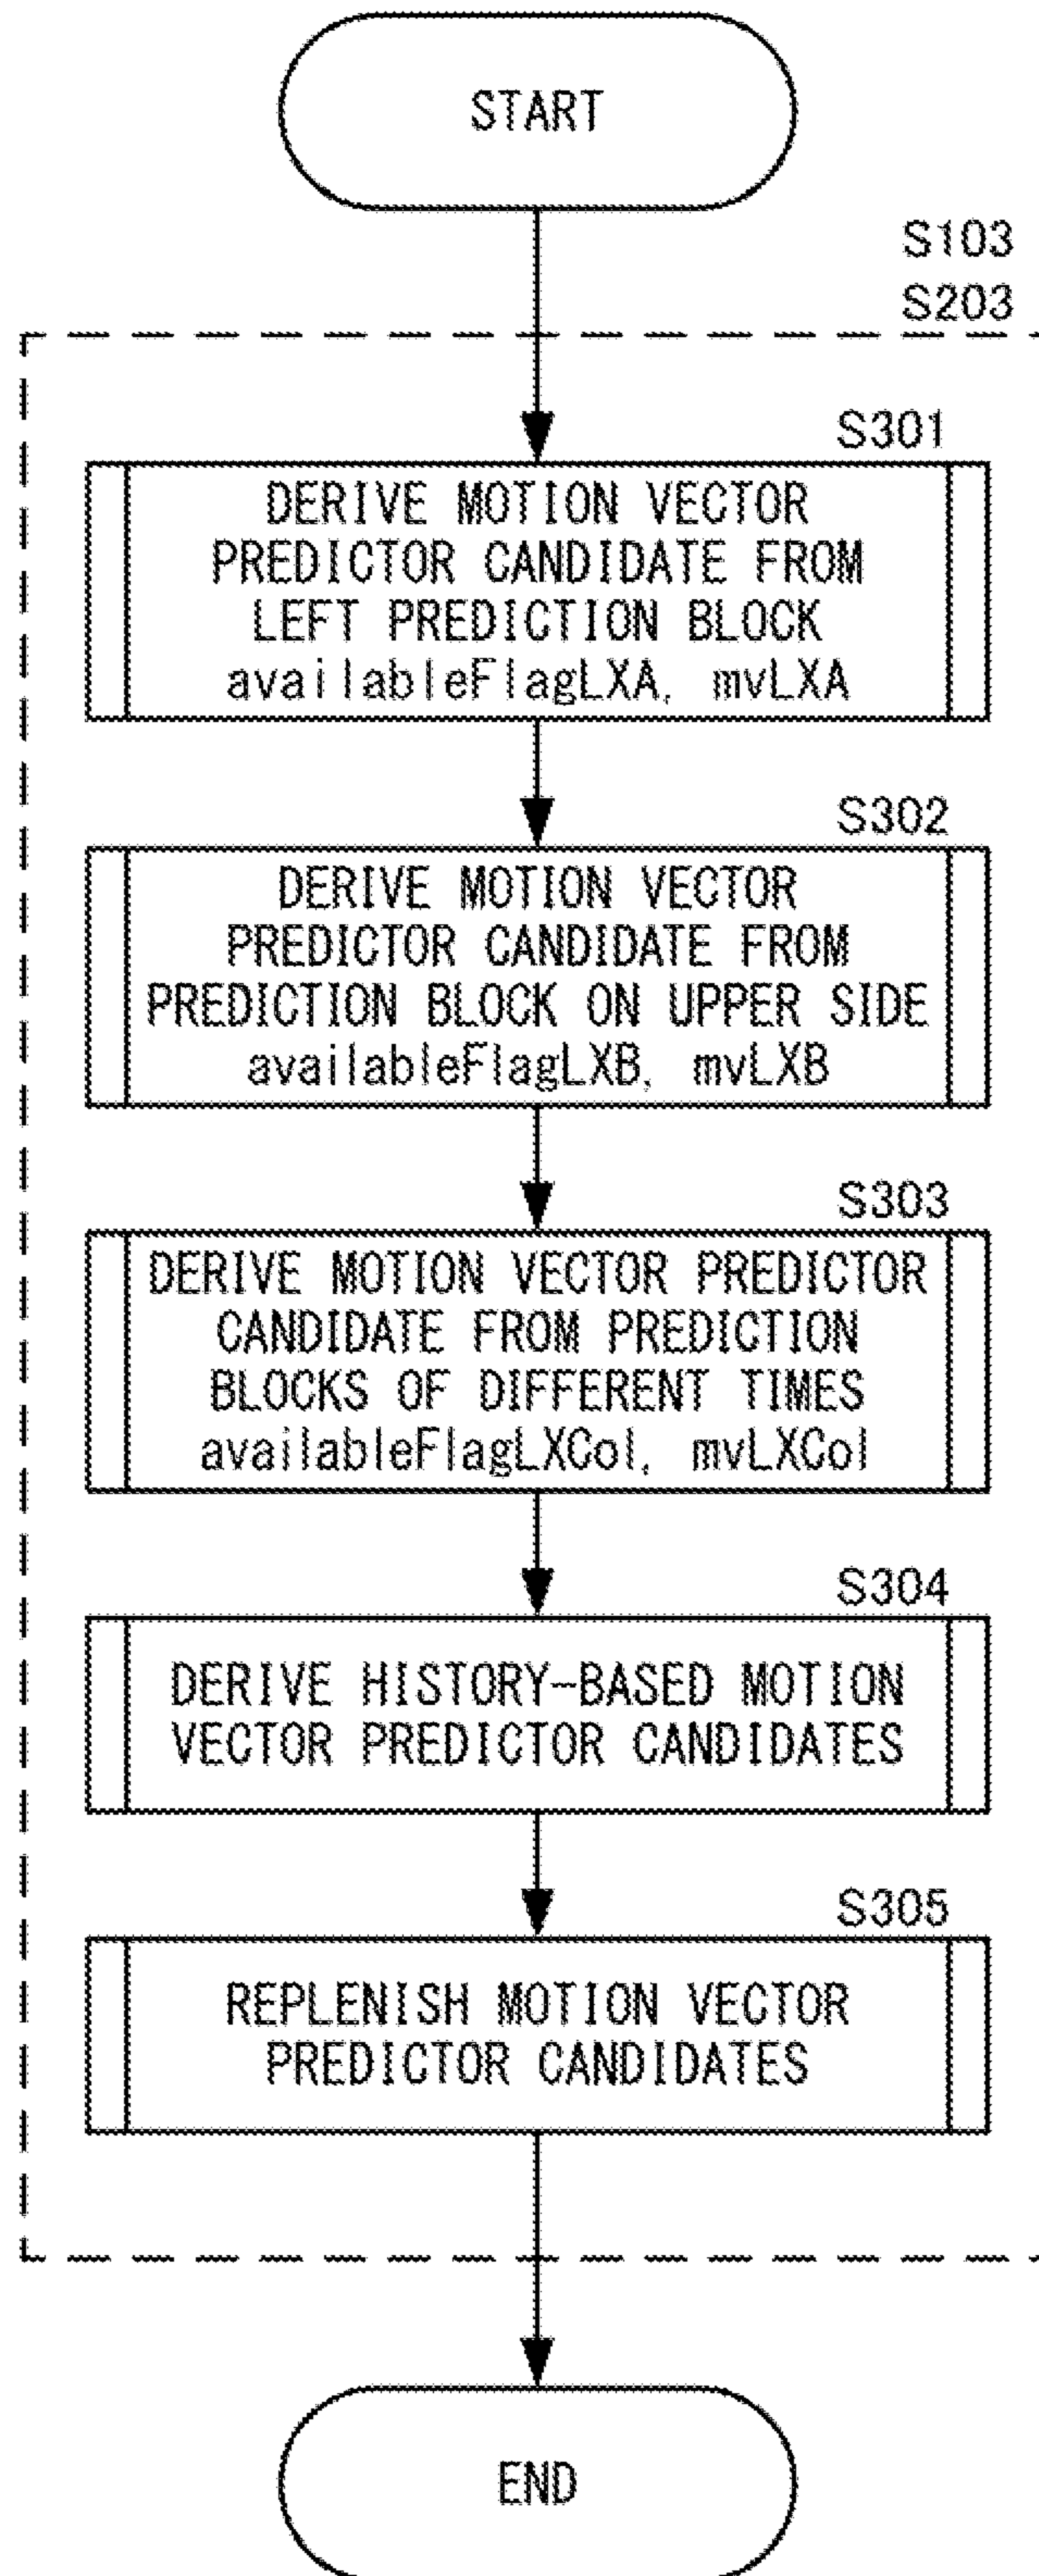 START
S103
S203
S301
DERIVE MOTION VECTOR
PREDICTOR CANDIDATE FROM
LEFT PREDICTION BLOCK
availableFlagLXA, mvLXA
S302
DERIVE MOTION VECTOR
PREDICTOR CANDIDATE FROM
PREDICTION BLOCK ON UPPER SIDE
availableFlagLXB, mvLXB
S303
DERIVE MOTION VECTOR PREDICTOR
CANDIDATE FROM PREDICTION
BLOCKS OF DIFFERENT TIMES
availableFlagLXCol, mvLXCol
S304
DERIVE HISTORY-BASED MOTION
VECTOR PREDICTOR CANDIDATES
S305
REPLENISH MOTION VECTOR
PREDICTOR CANDIDATES
END